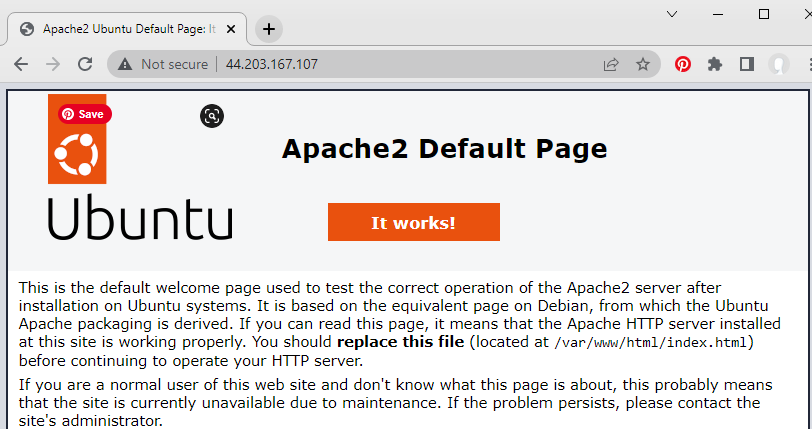 Apache2 Ubuntu Default Page: It
Not secure 44.203.167.107
Save
Apache2 Default Page
Ubuntu
It works!
This is the default welcome page used to test the correct operation of the Apache2 server after
installation on Ubuntu systems. It is based on the equivalent page on Debian, from which the Ubuntu
Apache packaging is derived. If you can read this page, it means that the Apache HTTP server installed
at this site is working properly. You should replace this file (located at /var/www/html/index.html)
before continuing to operate your HTTP server.
If you are a normal user of this web site and don't know what this page is about, this probably means
that the site is currently unavailable due to maintenance. If the problem persists, please contact the
site's administrator.